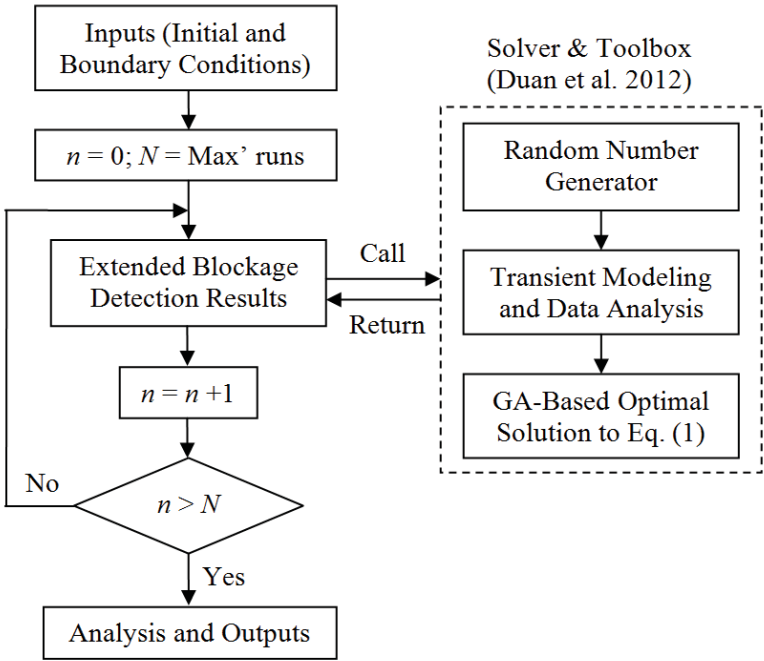 Inputs (Initial and
Boundary Conditions)
n = 0; N = Max’ runs
Extended Blockage
Detection Results
n = n +1
n > N
No
Yes
Analysis and Outputs
Call
Return
Solver & Toolbox
(Duan et al. 2012)
Random Number
Generator
Transient Modeling
and Data Analysis
GA-Based Optimal
Solution to Eq. (1)